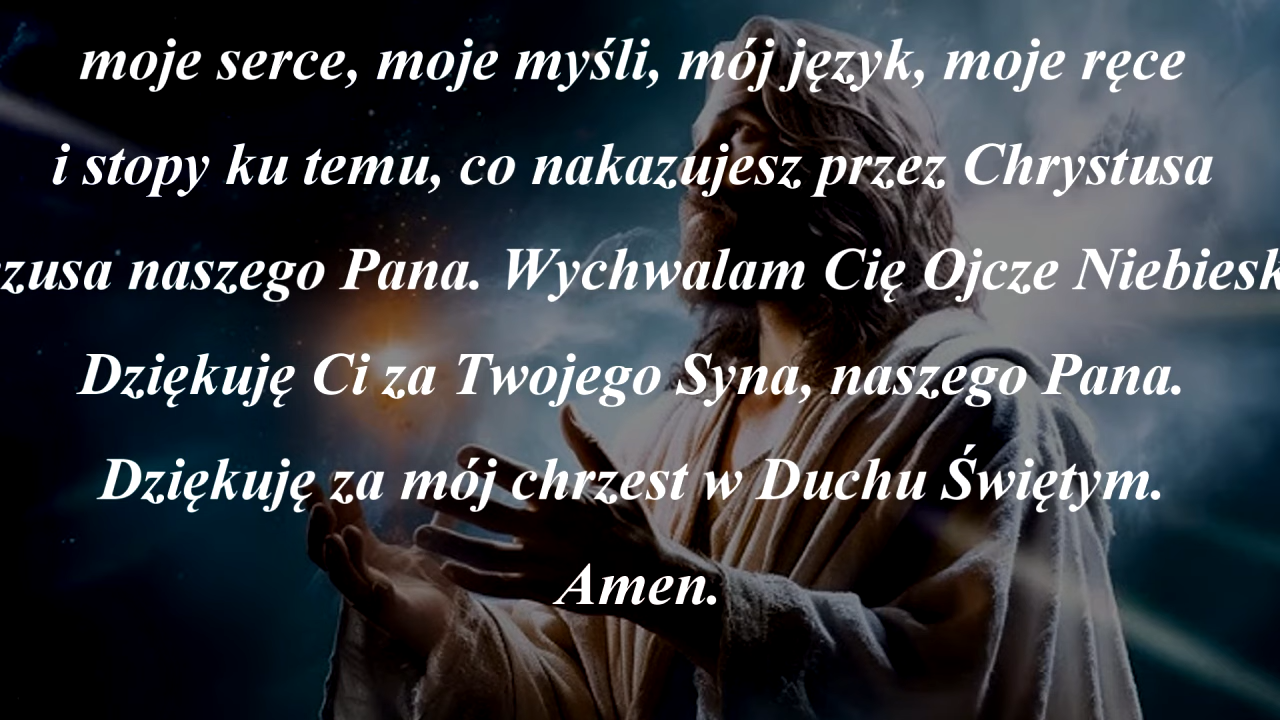 moje serce, moje myśli, mój język, moje ręce
i stopy ku temu, co nakazujesz przez Chrystusa
naszego Pana. Wychwalam Cię Ojcze
Dziękuję Ci za Twojego Syna, naszego Pana.
Dziękuję za mój chrzest w Duchu Świętym.
Amen.